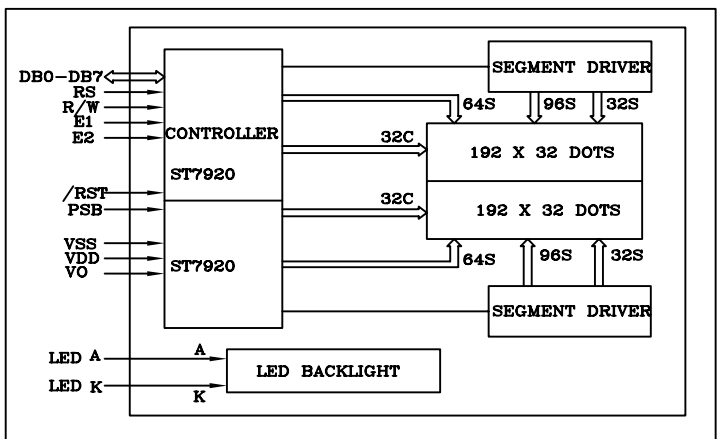 SEGMENT DRIVER
DB0-DB7
RS
R/W
E1
E2
64S
96S
32S
CONTROLLER
32C
192 X 32 DOTS
ST7920
/RST
PSB
32C
192 X 32 DOTS
VSS
VDD
VO
ST7920
64S
96S
32S
SEGMENT DRIVER
LED A
A
LED BACKLIGHT
LED K
K